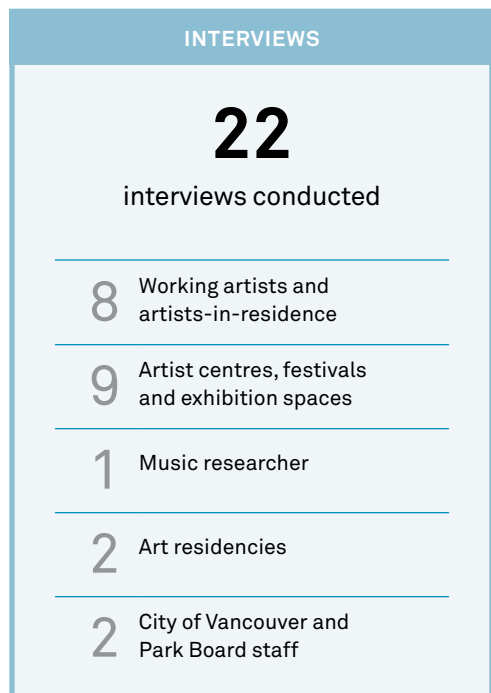 INTERVIEWS
22
interviews conducted
8 Working artists and
artists-in-residence
9 Artist centres, festivals
and exhibition spaces
1 Music researcher
2 Art residencies
2 City of Vancouver and
Park Board staff